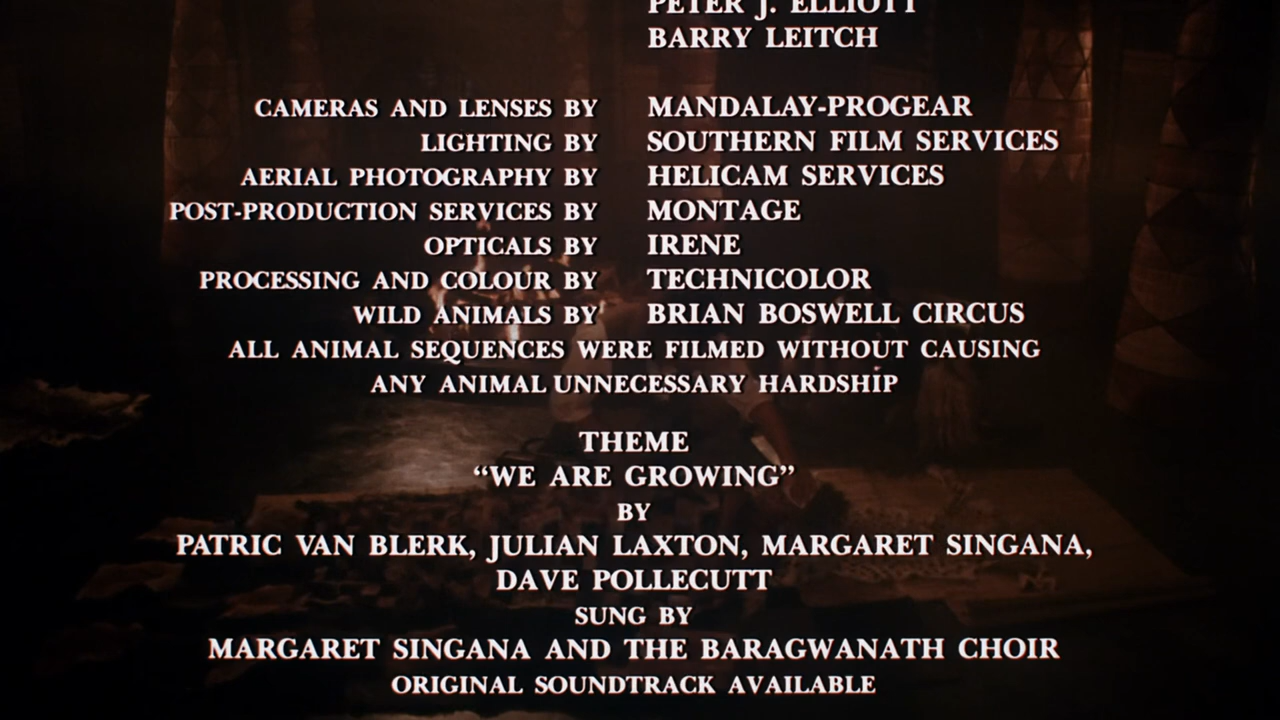 PETER J. ELLIOTT
BARRY LEITCH
CAMERAS AND LENSES BY MANDALAY-PROGEAR
LIGHTING BY SOUTHERN FILM SERVICES
AERIAL PHOTOGRAPHY BY HELICAM SERVICES
POST-PRODUCTION SERVICES BY MONTAGE
OPTICALS BY IRENE
PROCESSING AND COLOUR BY TECHNICOLOR
WILD ANIMALS BY BRIAN BOSWELL CIRCUS
ALL ANIMAL SEQUENCES WERE FILMED WITHOUT CAUSING
ANY ANIMAL UNNECESSARY HARDSHIP
THEME
“WE ARE GROWING”
BY
PATRIC VAN BLERK, JULIAN LAXTON, MARGARET SINGANA,
DAVE POLLECUTT
SUNG BY
MARGARET SINGANA AND THE BARAGWANATH CHOIR
ORIGINAL SOUNDTRACK AVAILABLE